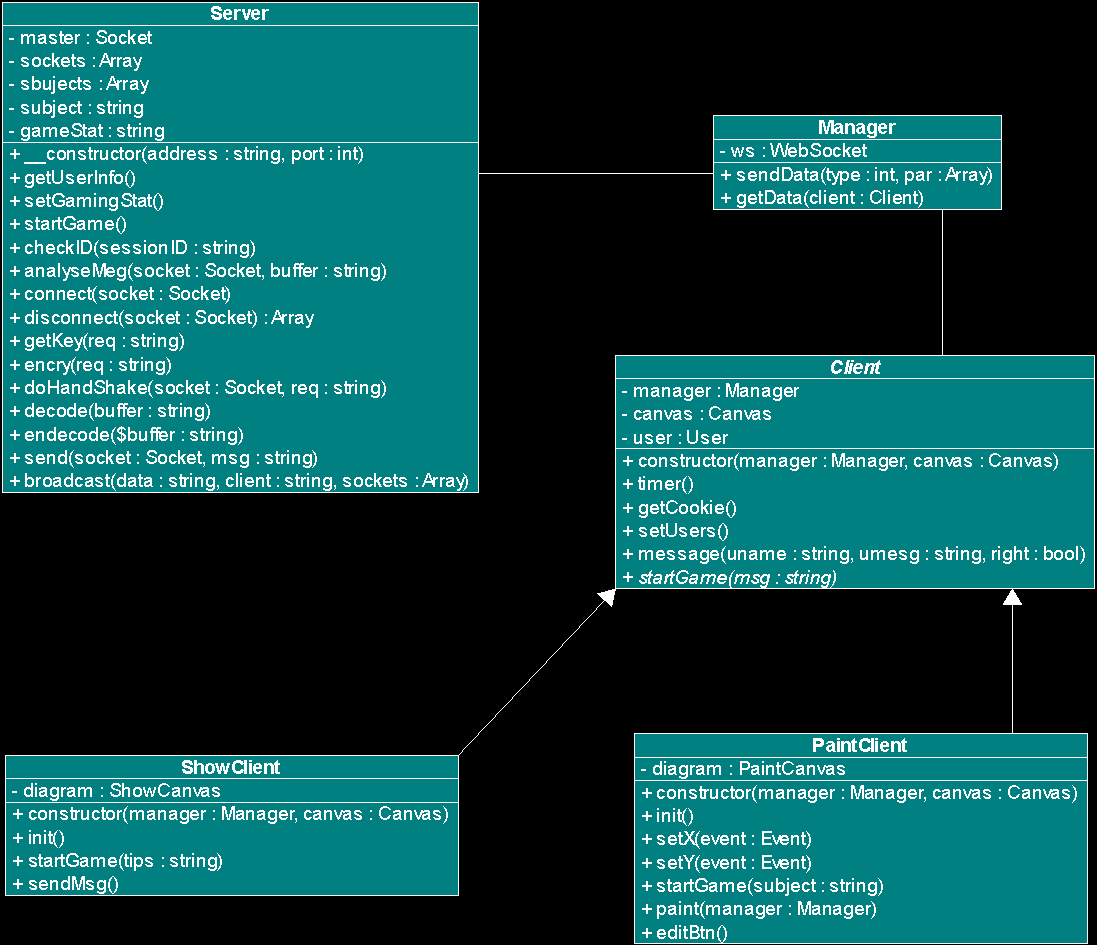 Server
- master : Socket
- sockets : Array
- sbujects : Array
- subject : string
- gameStat : string
+ __constructor(address : string, port : int)
+ getUserInfo()
+ setGamingStat()
+ startGame()
+ checkID(sessionID : string)
+ analyseMeg(socket : Socket, buffer : string)
+ connect(socket : Socket)
+ disconnect(socket : Socket) : Array
+ getKey(req : string)
+ encry(req : string)
+ doHandShake(socket : Socket, req : string)
+ decode(buffer : string)
+ endecode($buffer : string)
+ send(socket : Socket, msg : string)
+ broadcast(data : string, client : string, sockets : Array)
Manager
- ws : WebSocket
+ sendData(type : int, par : Array)
+ getData(client : Client)
Client
- manager : Manager
- canvas : Canvas
- user : User
+ constructor(manager : Manager, canvas : Canvas)
+ timer()
+ getCookie()
+ setUsers()
+ message(uname : string, umesg : string, right : bool)
+ startGame(msg : string)
ShowClient
- diagram : ShowCanvas
+ constructor(manager : Manager, canvas : Canvas)
+ init()
+ startGame(tips : string)
+ sendMsg()
PaintClient
- diagram : PaintCanvas
+ constructor(manager : Manager, canvas : Canvas)
+ init()
+ setX(event : Event)
+ setY(event : Event)
+ startGame(subject : string)
+ paint(manager : Manager)
+ editBtn()